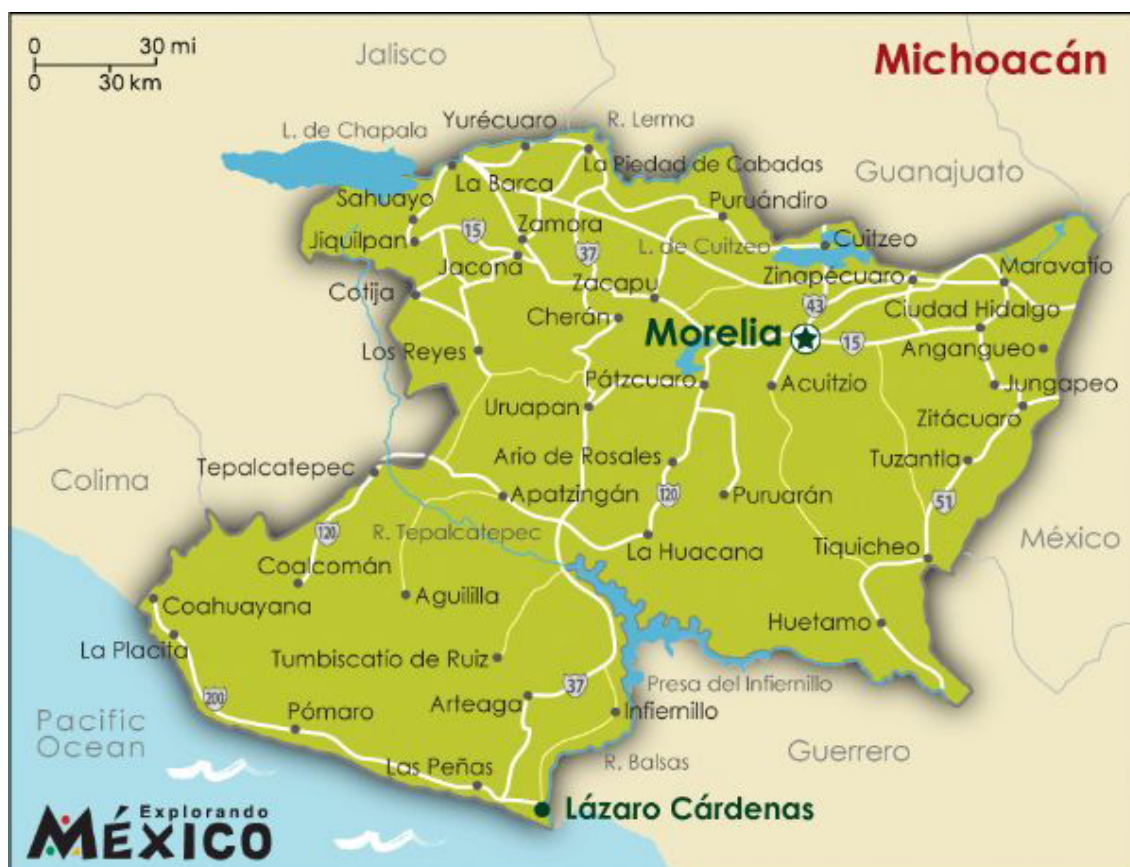 0 30 mi
0 30 km
Jalisco
Michoacán
Yurécuaro
R. Lerma
L. de Chapala
La Piedad de Cabadas
Guanajuato
La Barca
Sahuayo
Puruándiro
15
Zamora
Jiquilpan
37
L. de Cuitzeo
Cuitzeo
Jacona
Zinapécuaro
Maravatío
Cotija
Zacapu
43
Ciudad Hidalgo
Cherán
Morelia
15
Angangueo
Los Reyes
Pátzcuaro
Acuitzio
Jungapeo
Uruapan
Zitácuaro
Tepalcatepec
Ario de Rosales
Tuzantla
Colima
Apatzingán
120
Puruarán
51
120
R. Tepalcatepec
La Huacana
Tiquicheo
México
Coalcomán
Coahuayana
Aguililla
Huetamo
La Placita
Tumbiscatio de Ruiz
37
Presa del Infiernillo
200
Arteaga
Infiernillo
Pómaro
Pacific
Ocean
Guerrero
R. Balsas
Las Peñas
Lázaro Cárdenas
Explorando
MÉXICO